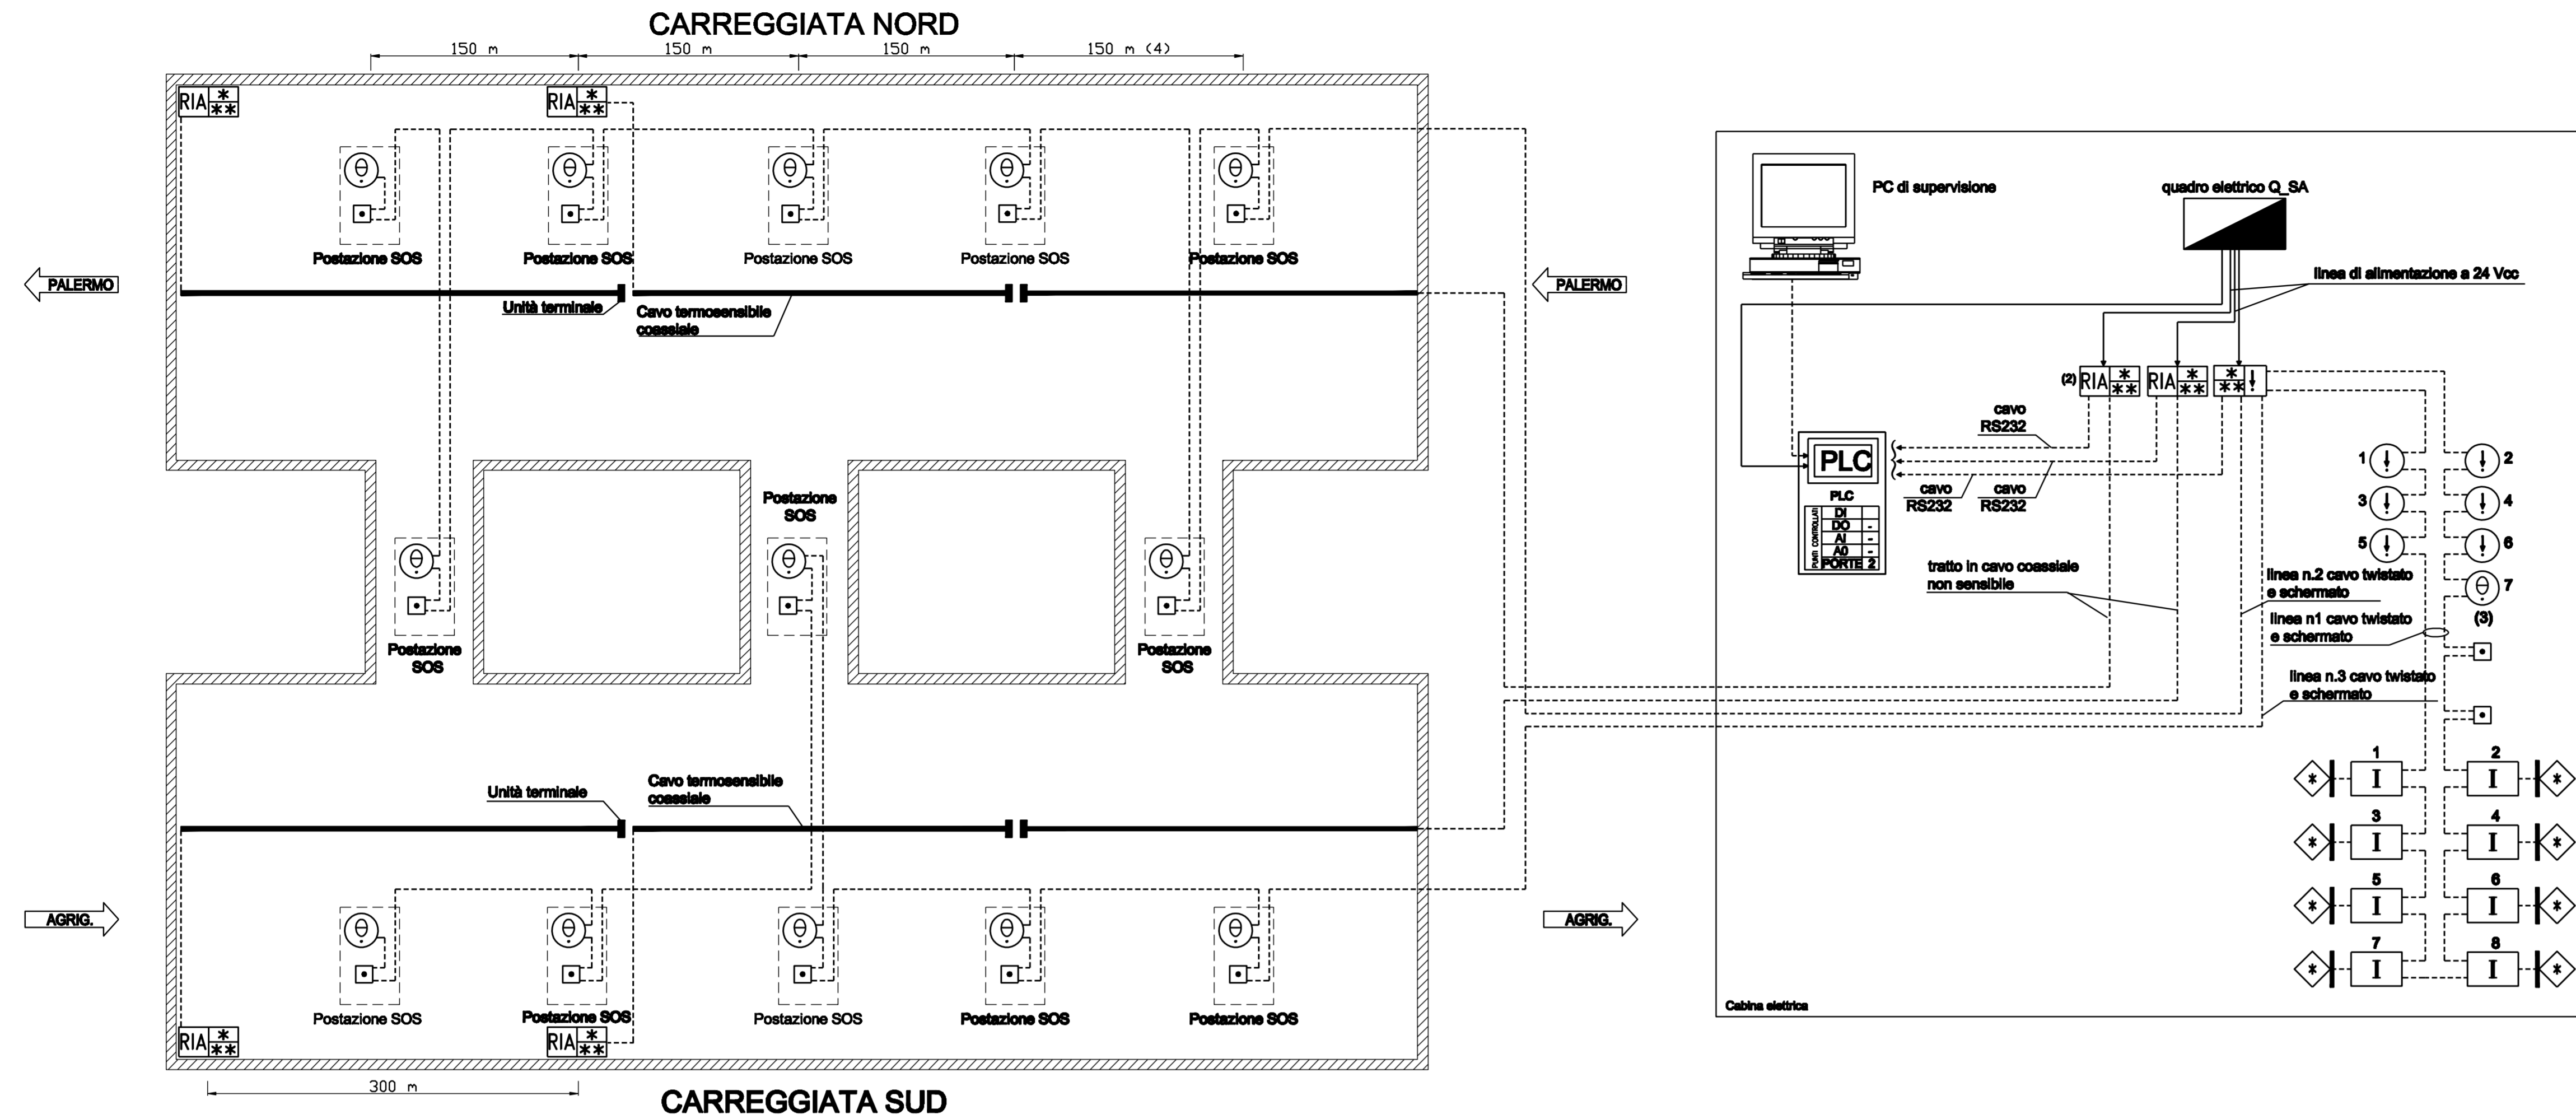 CARREGGIATA NORD
150 m
150 m
150 m
150 m (4)
RIA * **
RIA * **
Postazione SOS
Postazione SOS
Postazione SOS
Postazione SOS
Postazione SOS
PALERMO
PALERMO
Unità terminale
Cavo termosensibile
coassiale
Postazione
SOS
Postazione
SOS
Postazione
SOS
Unità terminale
Cavo termosensibile
coassiale
AGRIG.
AGRIG.
Postazione SOS
Postazione SOS
Postazione SOS
Postazione SOS
Postazione SOS
RIA * **
RIA * **
300 m
CARREGGIATA SUD
PC di supervisione
quadro elettrico Q_SA
linea di alimentazione a 24 Vcc
(2) RIA * **
RIA * **
* **
cavo
RS232
cavo
RS232
cavo
RS232
PLC
PLC
PUNTI CONTROLLATI
DI
DO -
AI -
AO -
PORTE 2
tratto in cavo coassiale
non sensibile
1
2
3
4
5
6
7
(3)
linea n.2 cavo twistato
e schermato
linea n1 cavo twistato
e schermato
linea n.3 cavo twistato
e schermato
1
2
* I
I *
3
4
* I
I *
5
6
* I
I *
7
8
* I
I *
Cabina elettrica